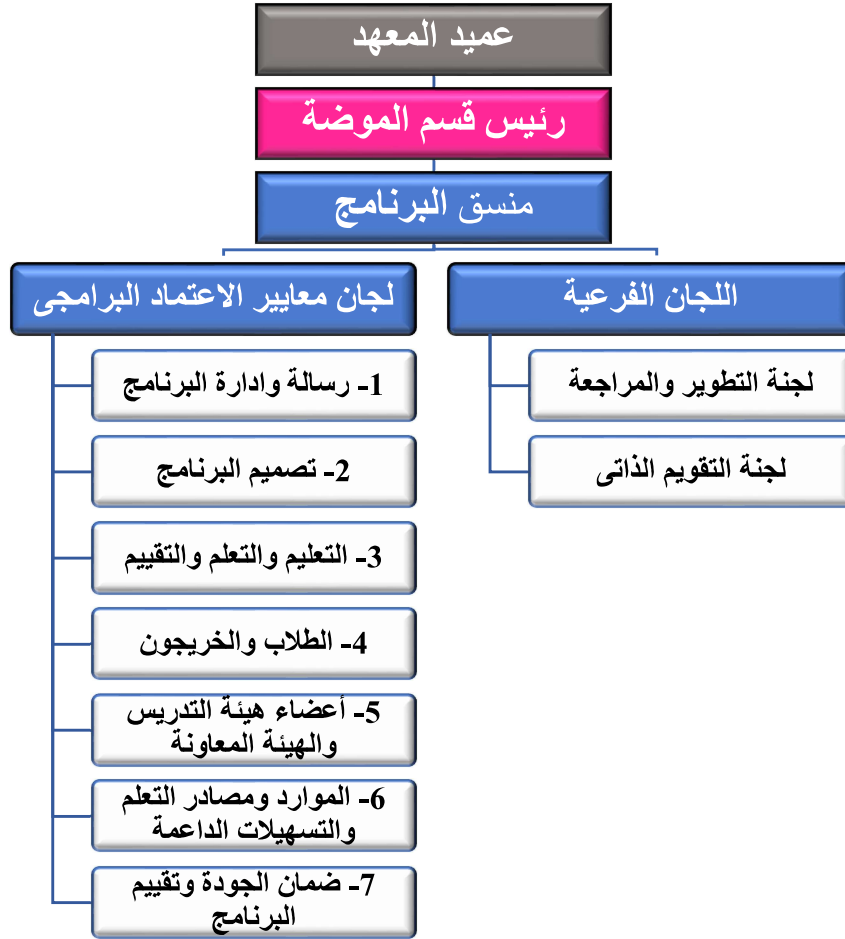 عميد المعهد
رئيس قسم الموضة
منسق البرنامج
اللجان الفرعية
لجنة التطوير والمراجعة
لجنة التقويم الذاتى
لجان معايير الاعتماد البرامجى
1- رسالة وادارة البرنامج
2- تصميم البرنامج
3- التعليم والتعلم والتقييم
4- الطلاب والخريجون
5- أعضاء هيئة التدريس
والهيئة المعاونة
6- الموارد ومصادر التعلم
والتسهيلات الداعمة
7- ضمان الجودة وتقييم
البرنامج